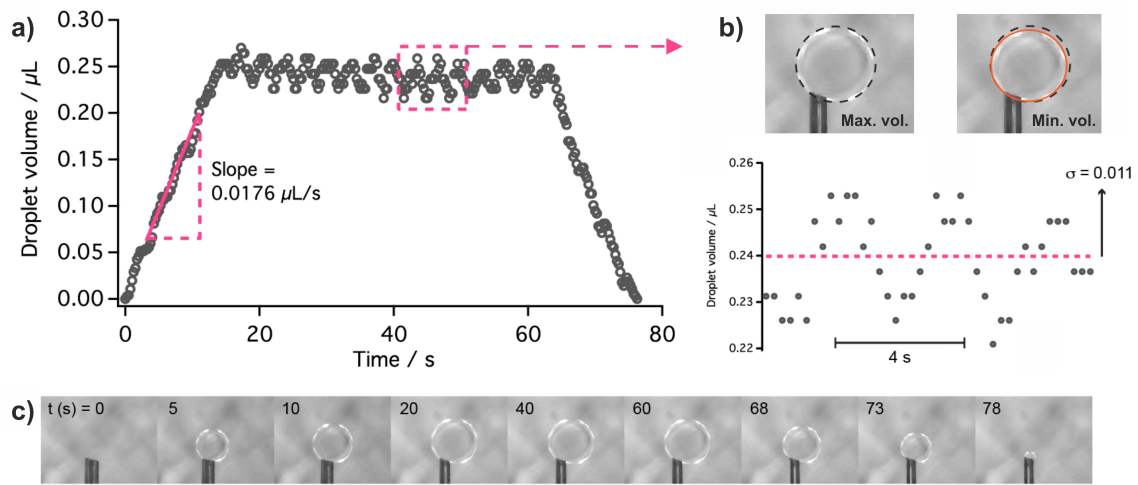 a)
0.30
0.25
0.20
0.15
0.10
0.05
0.00
Droplet volume / µL
Slope =
0.0176 µL/s
0
20
40
60
80
Time / s
b)
Max. vol.
Min. vol.
0.26
0.25
0.24
0.23
0.22
Droplet volume / µL
σ = 0.011
4 s
c)
t (s) = 0
5
10
20
40
60
68
73
78